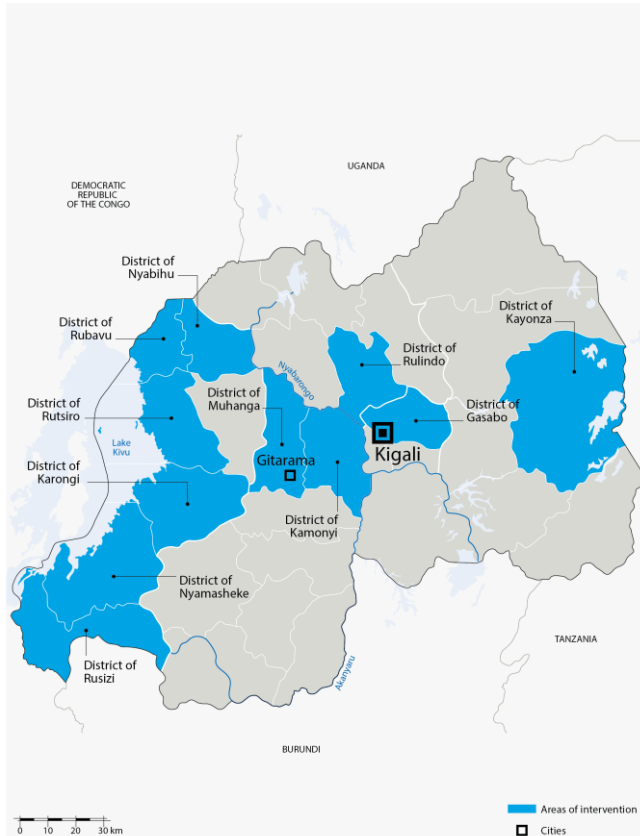 UGANDA
DEMOCRATIC
REPUBLIC
OF THE CONGO
District of
Nyabihu
District of
Kayonza
District of
Rubavu
District of
Rulindo
Nyabarongo
District of
Muhanga
District of
Rutsiro
District of
Gasabo
Lake
Kivu
Gitarama
Kigali
District of
Karongi
District of
Kamonyi
District of
Nyamasheke
TANZANIA
District of
Rusizi
Akanyaru
BURUNDI
0 10 20 30 km
Areas of intervention
Cities